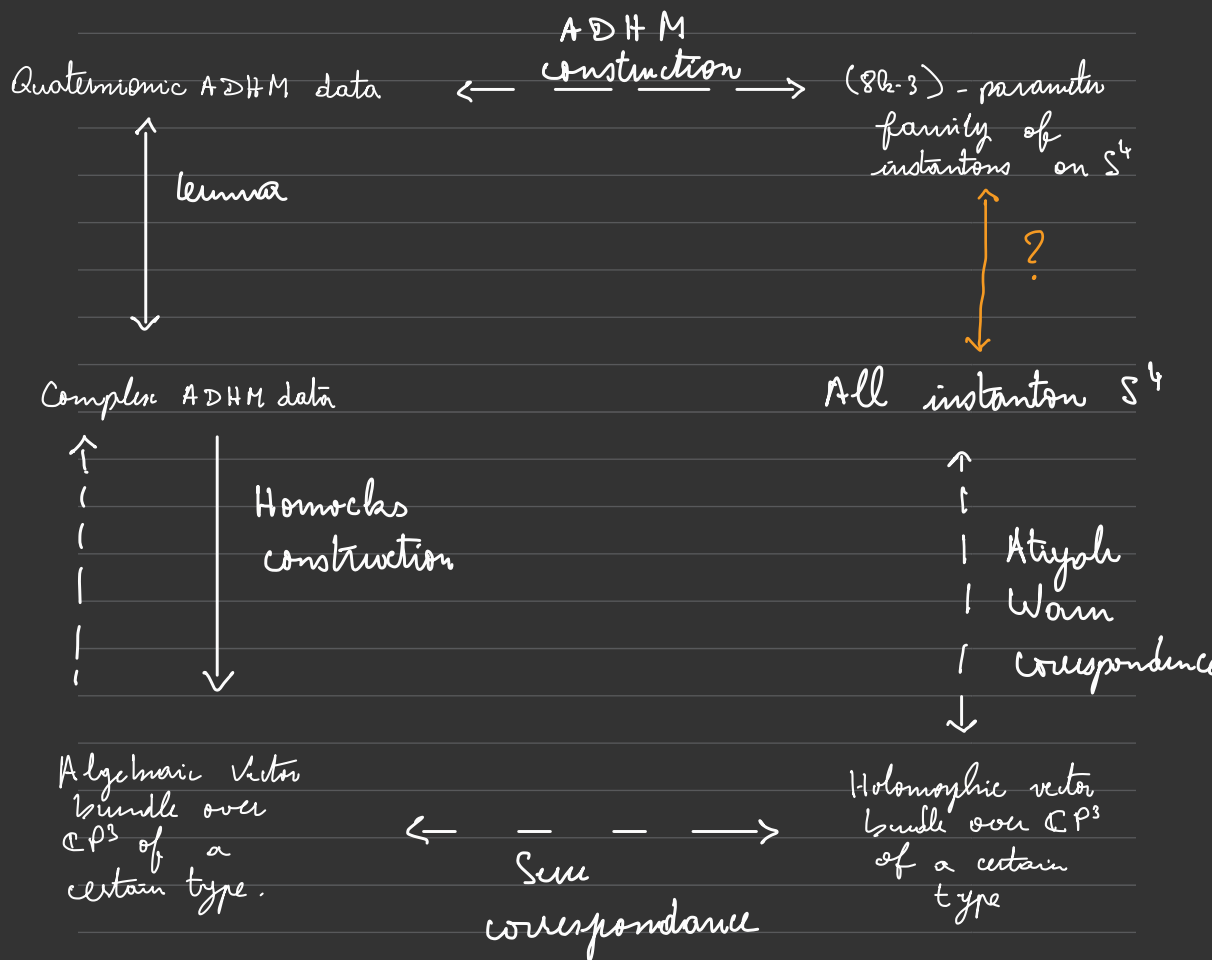 ADHM
construction
Quaternionic ADHM data
(8k-3) - parameter
family of
instantons on S⁴
lemma
?
Complex ADHM data
All instanton S⁴
Horrocks
construction
Atiyah
Warn
correspondence
Algebraic vector
bundle over
ℂP³ of a
certain type.
Holomorphic vector
bundle over ℂP³
of a certain
type
Serre
correspondance